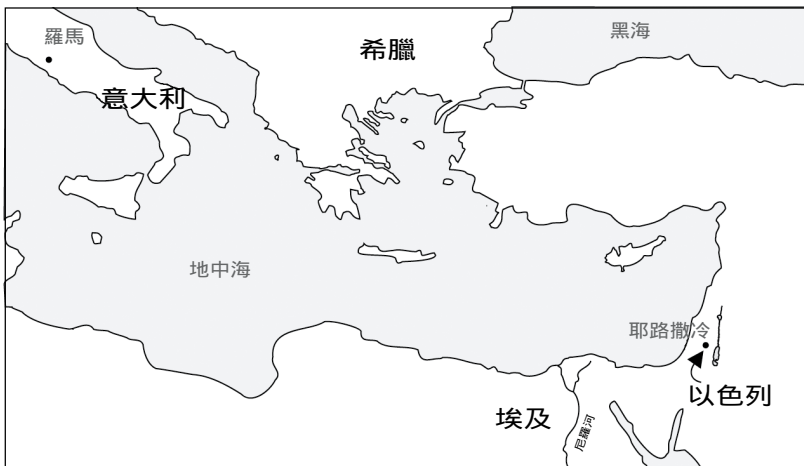 羅馬
黑海
希臘
意大利
地中海
耶路撒冷
以色列
埃及
尼羅河